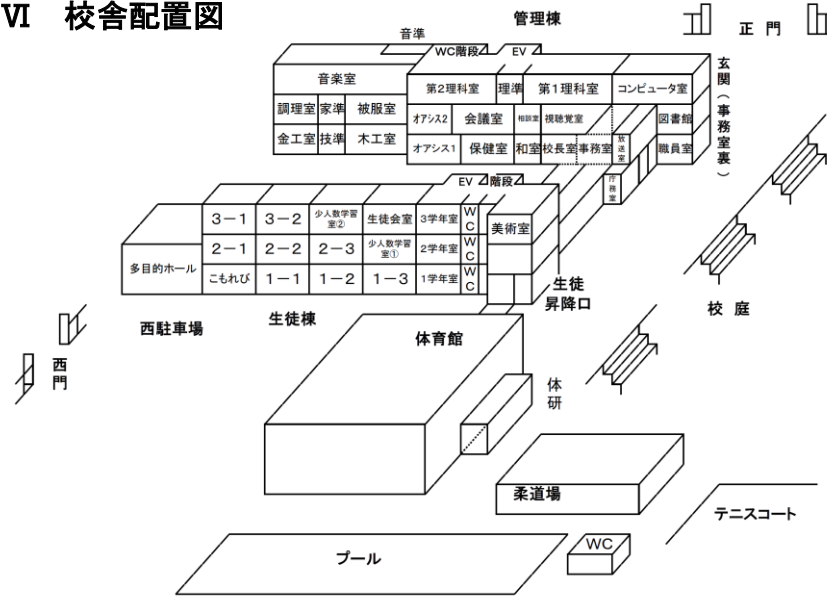 Ⅵ 校舎配置図
管理棟
正門
音準
WC階段
EV
玄関(事務室裏)
音楽室
第2理科室
理準
第1理科室
コンピュータ室
調理室
家準
被服室
オアシス2
会議室
相談室
視聴覚室
図書館
金工室
技準
木工室
オアシス1
保健室
和室
校長室
事務室
放送室
職員室
庁務室
EV
階段
3-1
3-2
少人数学習
室②
生徒会室
3学年室
WC
美術室
2-1
2-2
2-3
少人数学習
室①
2学年室
WC
多目的ホール
こもれび
1-1
1-2
1-3
1学年室
WC
生徒
昇降口
校庭
西駐車場
生徒棟
体育館
西門
体研
柔道場
テニスコート
プール
WC